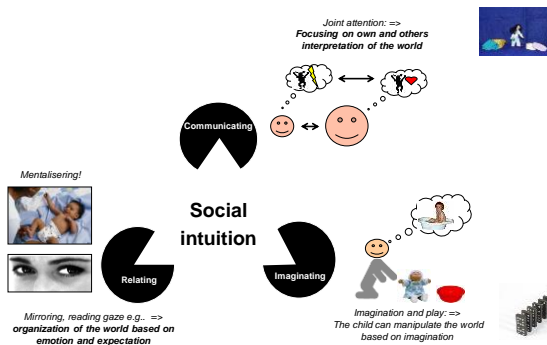 Joint attention: =>
Focusing on own and others
interpretation of the world
Communicating
Mentalisering!
Social
intuition
Relating
Imaginating
Mirroring, reading gaze e.g.. =>
organization of the world based on
emotion and expectation
Imagination and play: =>
The child can manipulate the world
based on imagination